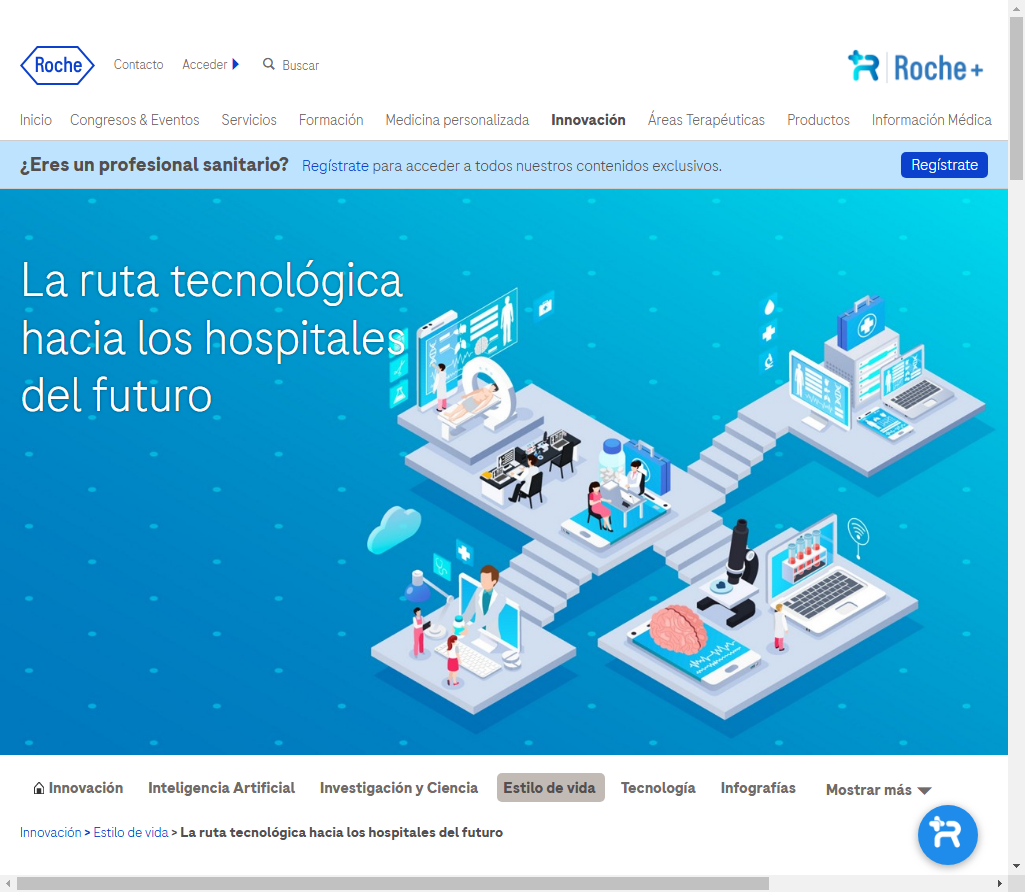 Roche
Contacto Acceder Buscar
Roche+
Inicio Congresos & Eventos Servicios Formación Medicina personalizada Innovación Áreas Terapéuticas Productos Información Médica
¿Eres un profesional sanitario? Regístrate para acceder a todos nuestros contenidos exclusivos. Regístrate
La ruta tecnológica
hacia los hospitales
del futuro
Innovación Inteligencia Artificial Investigación y Ciencia Estilo de vida Tecnología Infografías Mostrar más
Innovación > Estilo de vida > La ruta tecnológica hacia los hospitales del futuro